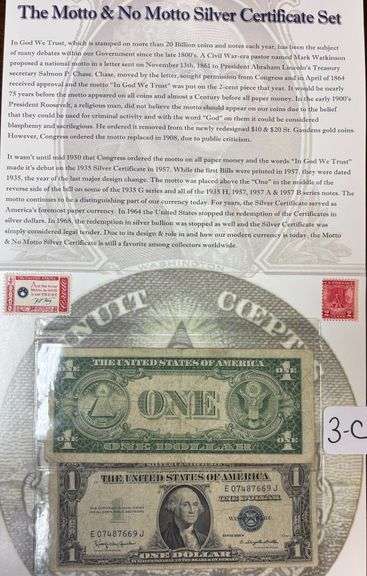 The Motto & No Motto Silver Certificate Set
In God We Trust, which is stamped on more than 20 Billion coins and notes each year, has been the subject
of many debates within our Government since the late 1800's. A Civil War-era pastor named Mark Watkinson
proposed a national motto in a letter sent on November 13th, 1861 to President Abraham Lincoln's Treasury
secretary Salmon P. Chase. Chase, moved by the letter, sought permission from Congress and in April of 1864
received approval and the motto "In God We Trust" was put on the 2-cent piece that year. It would be nearly
75 years before the motto appeared on all coins and almost a Century before all paper money. In the early 1900's
President Roosevelt, a religious man, did not believe the motto should appear on our coins due to the belief
that they could be used for criminal activity and with the word "God" on them it could be considered
blasphemy and sacrilegious. He ordered it removed from the newly redesigned $10 & $20 St. Gaudens gold coins.
However, Congress ordered the motto replaced in 1908, due to public criticism.
It wasn't until mid 1950 that Congress ordered the motto on all paper money and the words "In God We Trust"
made it's debut on the 1935 Silver Certificate in 1957. While the first Bills were printed in 1957, they were dated
1935, the year of the last major design change. The motto was placed above the "One" in the middle of the
reverse side of the bill on some of the 1935 G series and all of the 1935 H, 1957, 1957 A & 1957 B series notes. The
motto continues to be a distinguishing part of our currency today. For years, the Silver Certificate served as
America's foremost paper currency. In 1964 the United States stopped the redemption of the Certificates in
silver dollars. In 1968, the redemption in silver bullion was stopped as well and the Silver Certificate was
simply considered legal tender. Due to its design & role in and how our modern currency is today, the Motto
& No Motto Silver Certificate is still a favorite among collectors worldwide.
NUIT CŒPT
THE UNITED STATES OF AMERICA
ONE
ONE DOLLAR
3-C
THE UNITED STATES OF AMERICA
E 07487669 J
ONE DOLLAR
WASHINGTON
E 07487669 J
ONE DOLLAR